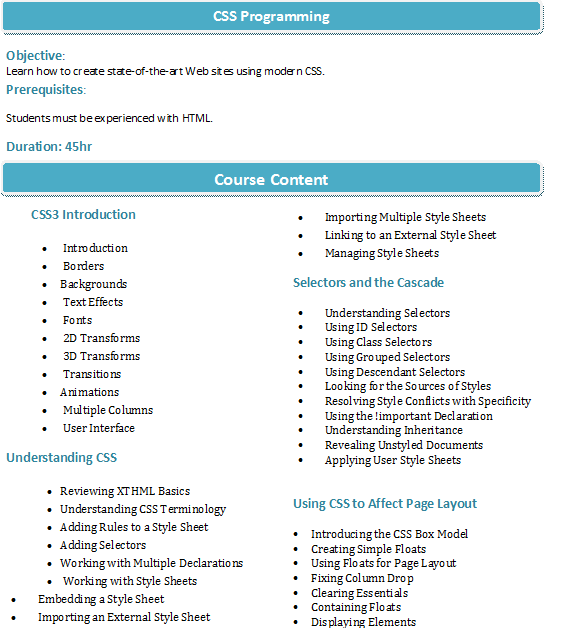 CSS Programming
Objective:
Learn how to create state-of-the-art Web sites using modern CSS.
Prerequisites:
Students must be experienced with HTML.
Duration: 45hr
Course Content
CSS3 Introduction
• Introduction
• Borders
• Backgrounds
• Text Effects
• Fonts
• 2D Transforms
• 3D Transforms
• Transitions
• Animations
• Multiple Columns
• User Interface
Understanding CSS
• Reviewing XTHML Basics
• Understanding CSS Terminology
• Adding Rules to a Style Sheet
• Adding Selectors
• Working with Multiple Declarations
• Working with Style Sheets
• Embedding a Style Sheet
• Importing an External Style Sheet
• Importing Multiple Style Sheets
• Linking to an External Style Sheet
• Managing Style Sheets
Selectors and the Cascade
• Understanding Selectors
• Using ID Selectors
• Using Class Selectors
• Using Grouped Selectors
• Using Descendant Selectors
• Looking for the Sources of Styles
• Resolving Style Conflicts with Specificity
• Using the !important Declaration
• Understanding Inheritance
• Revealing Unstyled Documents
• Applying User Style Sheets
Using CSS to Affect Page Layout
• Introducing the CSS Box Model
• Creating Simple Floats
• Using Floats for Page Layout
• Fixing Column Drop
• Clearing Essentials
• Containing Floats
• Displaying Elements